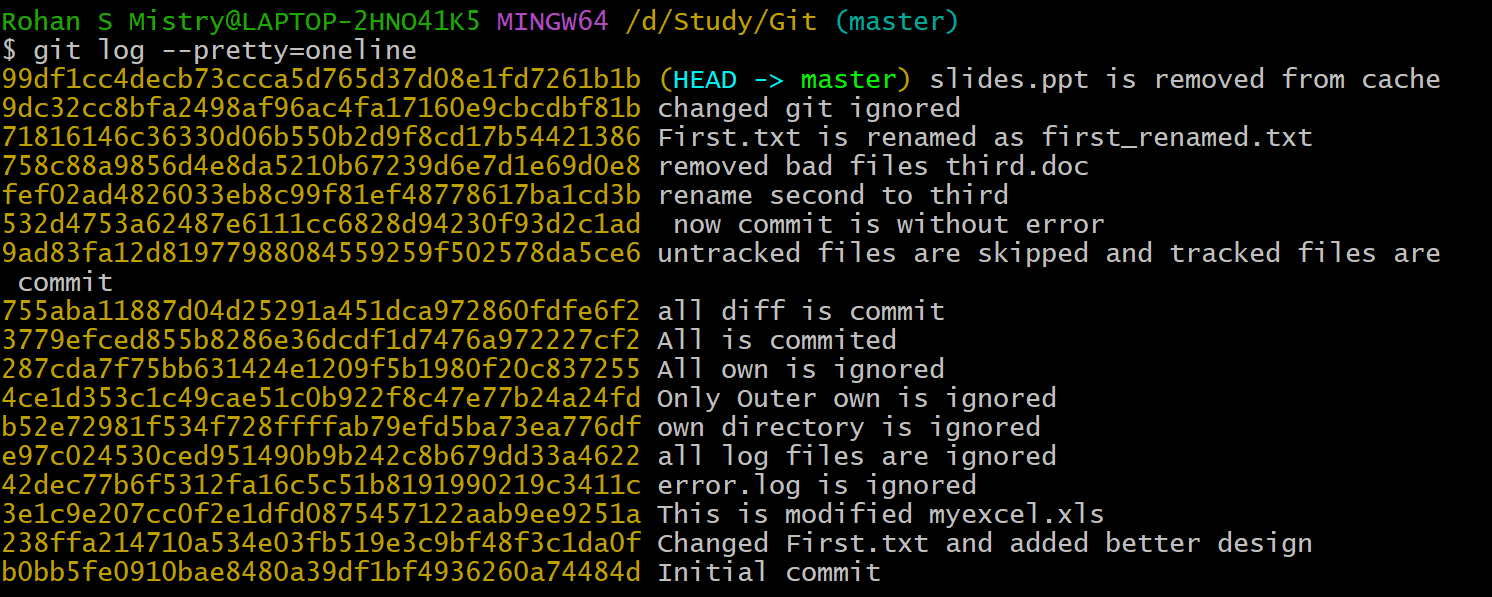 Rohan S Mistry@LAPTOP-2HNO41K5 MINGW64 /d/Study/Git (master)
$ git log --pretty=oneline
99df1cc4decb73ccca5d765d37d08e1fd7261b1b (HEAD -> master) slides.ppt is removed from cache
9dc32cc8bfa2498af96ac4fa17160e9cbcdbf81b changed git ignored
71816146c36330d06b550b2d9f8cd17b54421386 First.txt is renamed as first_renamed.txt
758c88a9856d4e8da5210b67239d6e7d1e69d0e8 removed bad files third.doc
fef02ad4826033eb8c99f81ef48778617ba1cd3b rename second to third
532d4753a62487e6111cc6828d94230f93d2c1ad  now commit is without error
9ad83fa12d81977988084559259f502578da5ce6 untracked files are skipped and tracked files are
 commit
755aba11887d04d25291a451dca972860fdfe6f2 all diff is commit
3779efced855b8286e36dcdf1d7476a972227cf2 All is commited
287cda7f75bb631424e1209f5b1980f20c837255 All own is ignored
4ce1d353c1c49cae51c0b922f8c47e77b24a24fd Only Outer own is ignored
b52e72981f534f728ffffab79efd5ba73ea776df own directory is ignored
e97c024530ced951490b9b242c8b679dd33a4622 all log files are ignored
42dec77b6f5312fa16c5c51b8191990219c3411c error.log is ignored
3e1c9e207cc0f2e1dfd0875457122aab9ee9251a This is modified myexcel.xls
238ffa214710a534e03fb519e3c9bf48f3c1da0f Changed First.txt and added better design
b0bb5fe0910bae8480a39df1bf4936260a74484d Initial commit